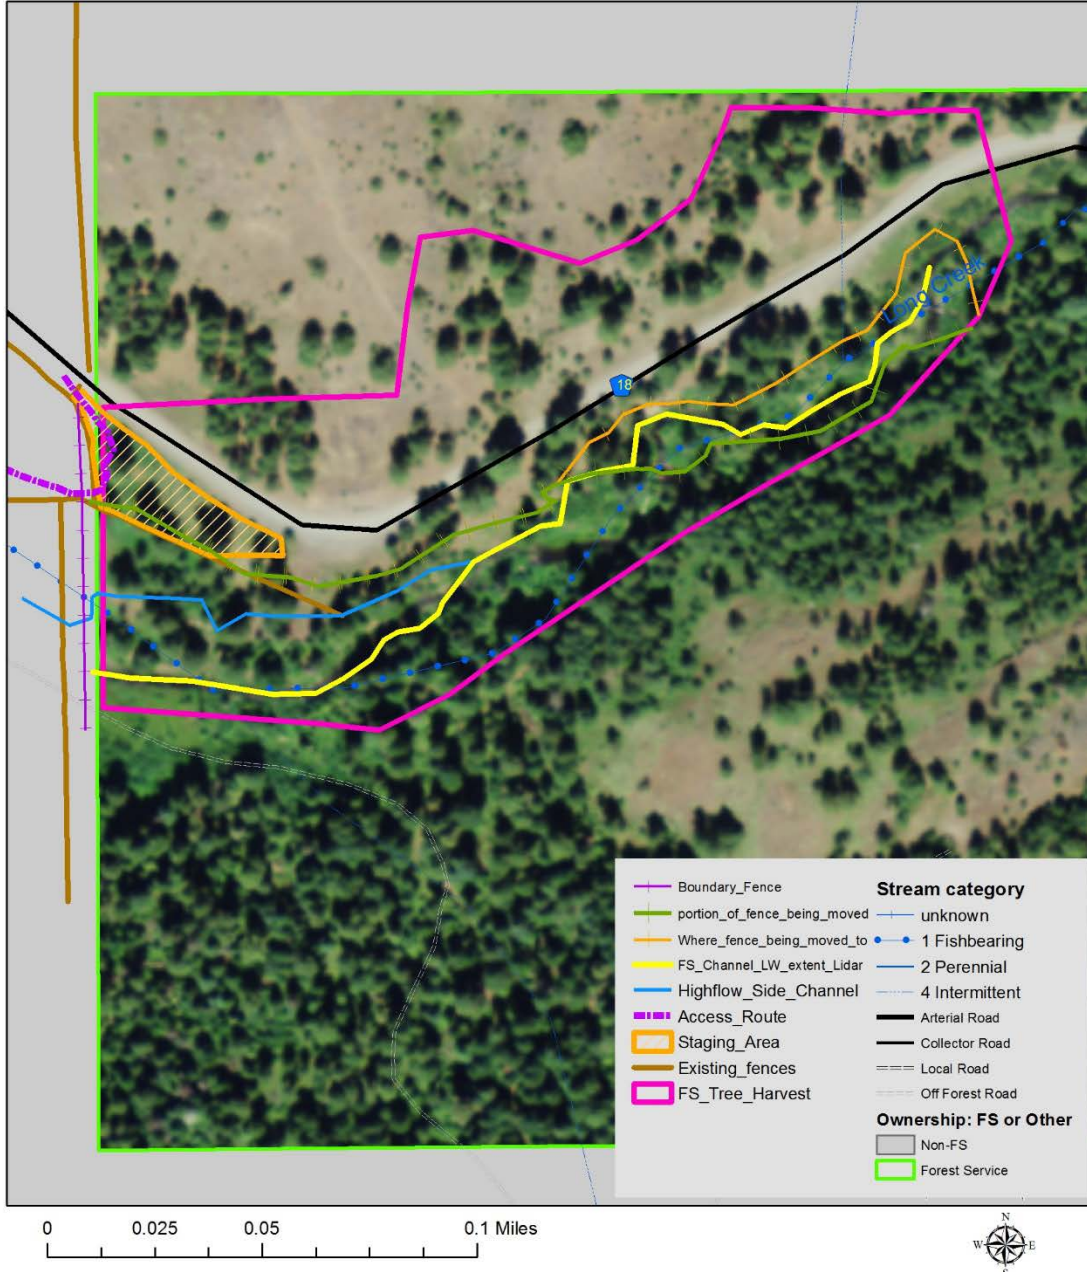 18
Long Creek
Boundary_Fence
portion_of_fence_being_moved
Where_fence_being_moved_to
FS_Channel_LW_extent_Lidar
Highflow_Side_Channel
Access_Route
Staging_Area
Existing_fences
FS_Tree_Harvest
Stream category
unknown
1 Fishbearing
2 Perennial
4 Intermittent
Arterial Road
Collector Road
Local Road
Off Forest Road
Ownership: FS or Other
Non-FS
Forest Service
0 0.025 0.05 0.1 Miles
N
W E
S